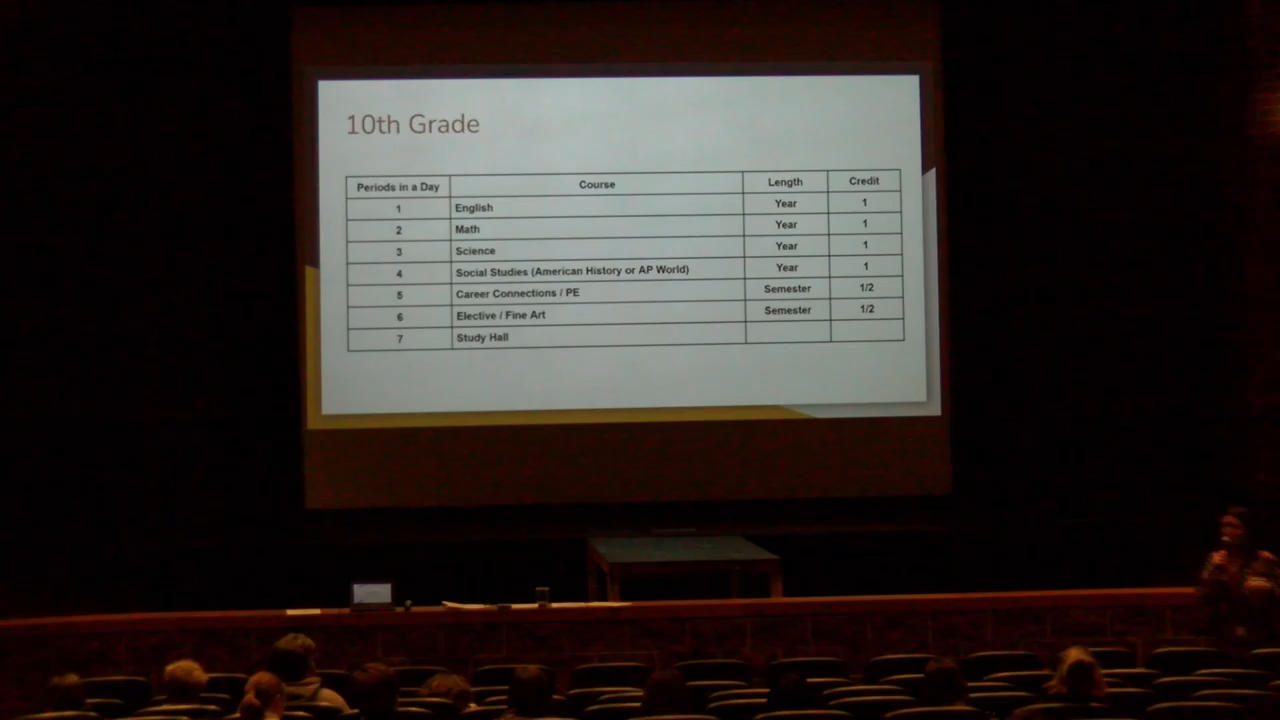 10th Grade
Periods in a Day Course Length Credit
1 English Year 1
2 Math Year 1
3 Science Year 1
4 Social Studies (American History or AP World) Year 1
5 Career Connections / PE Semester 1/2
6 Elective / Fine Art Semester 1/2
7 Study Hall